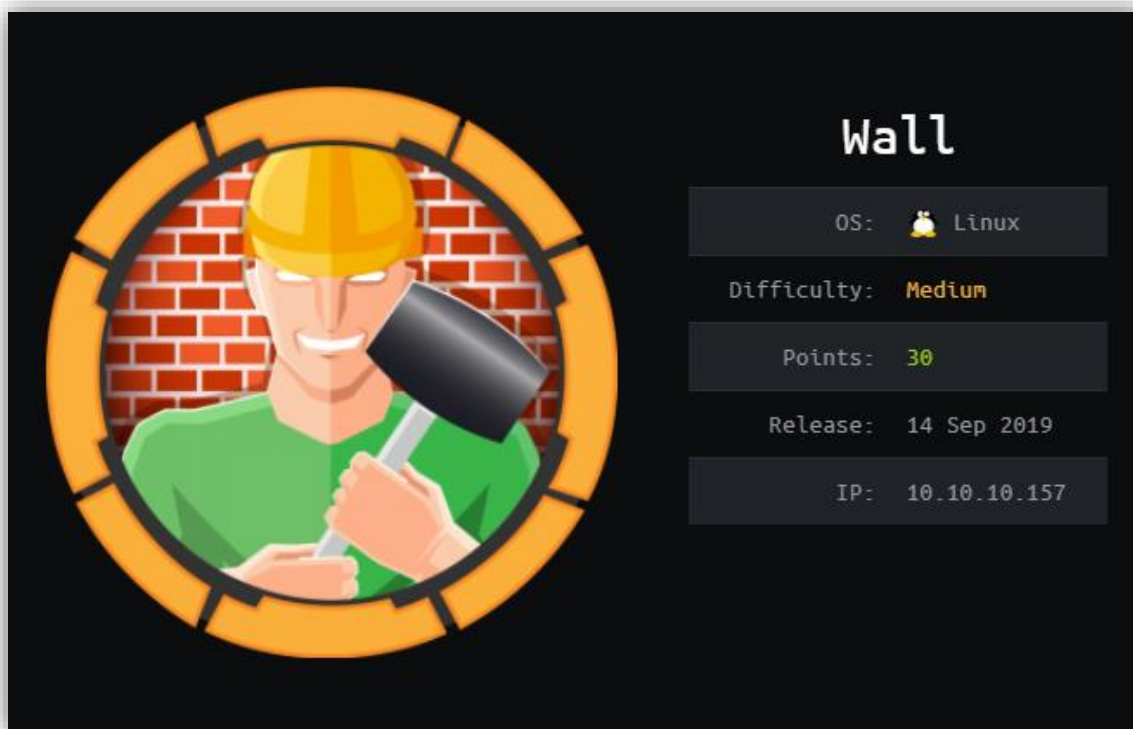 Wall
OS: Linux
Difficulty: Medium
Points: 30
Release: 14 Sep 2019
IP: 10.10.10.157